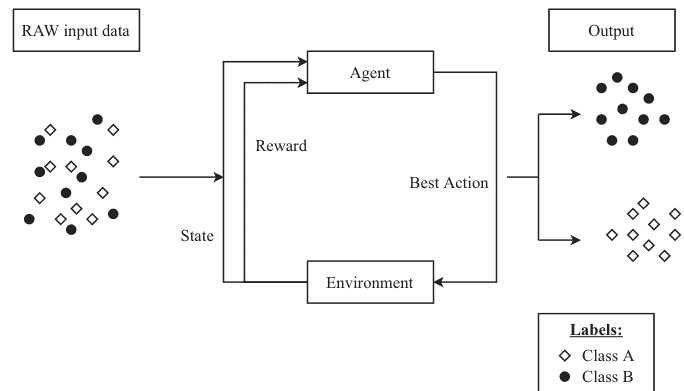 RAW input data
Output
Agent
Reward
Best Action
State
Environment
Labels:
Class A
Class B